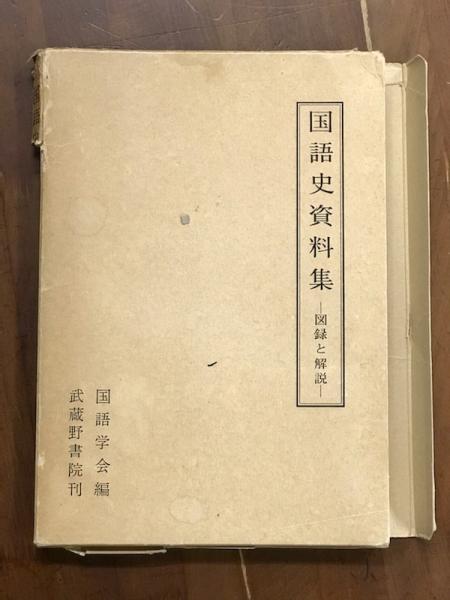 国語史資料集
―図録と解説―
国語学会編
武蔵野書院刊